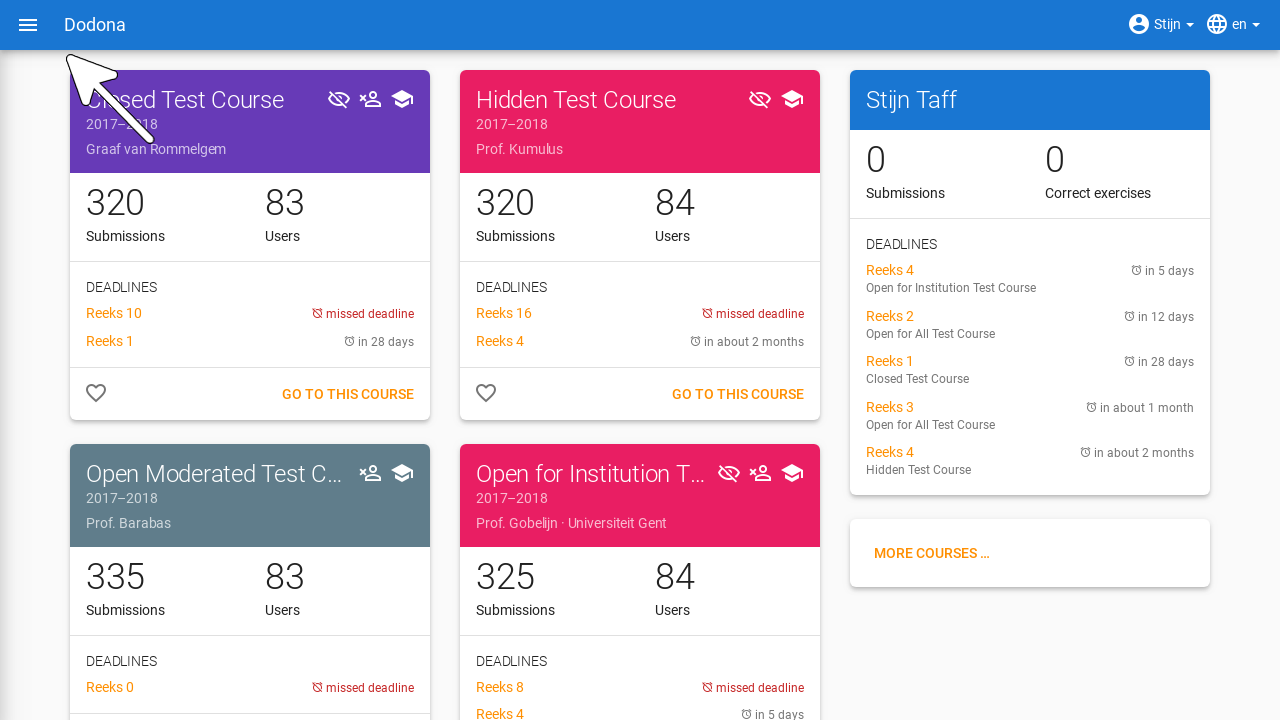 Dodona
Stijn
en
Closed Test Course
2017–2018
Graaf van Rommelgem
320
Submissions
83
Users
DEADLINES
Reeks 10
missed deadline
Reeks 1
in 28 days
GO TO THIS COURSE
Hidden Test Course
2017–2018
Prof. Kumulus
320
Submissions
84
Users
DEADLINES
Reeks 16
missed deadline
Reeks 4
in about 2 months
GO TO THIS COURSE
Open Moderated Test C...
2017–2018
Prof. Barabas
335
Submissions
83
Users
DEADLINES
Reeks 0
missed deadline
Open for Institution T...
2017–2018
Prof. Gobelijn · Universiteit Gent
325
Submissions
84
Users
DEADLINES
Reeks 8
missed deadline
Reeks 4
in 5 days
Stijn Taff
0
Submissions
0
Correct exercises
DEADLINES
Reeks 4
in 5 days
Open for Institution Test Course
Reeks 2
in 12 days
Open for All Test Course
Reeks 1
in 28 days
Closed Test Course
Reeks 3
in about 1 month
Open for All Test Course
Reeks 4
in about 2 months
Hidden Test Course
MORE COURSES ...